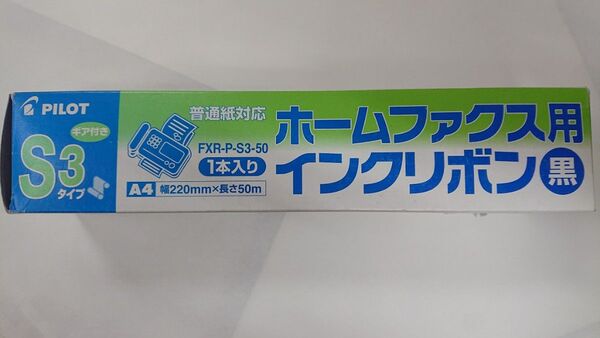 PILOT
ギア付き
S3
タイプ
普通紙対応
FXR-P-S3-50
1本入り
A4 幅220mm×長さ50m
ホームファクス用
インクリボン 黒